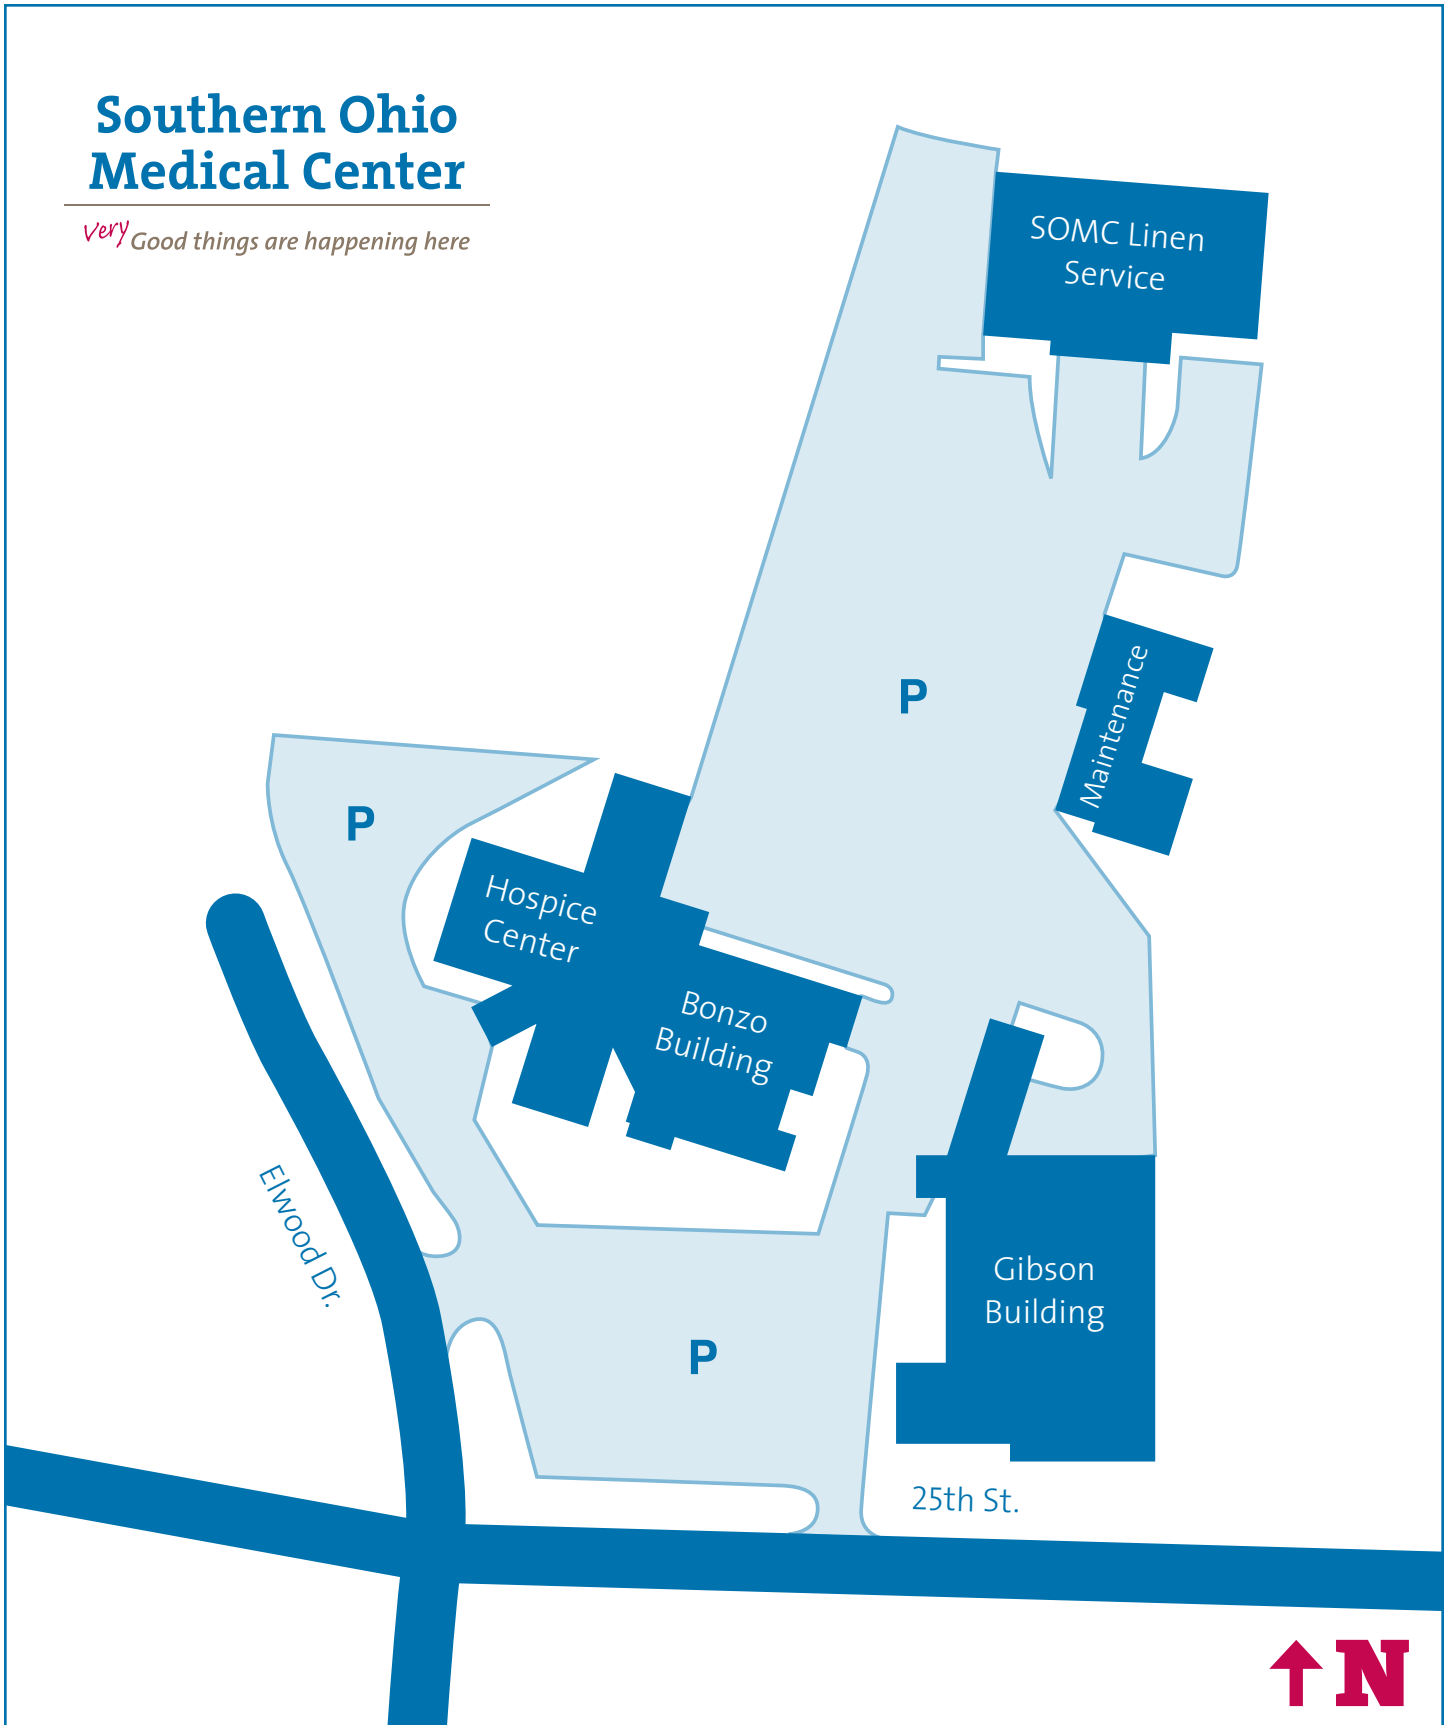 Southern Ohio
Medical Center
very Good things are happening here
SOMC Linen
Service
P
Maintenance
P
Hospice
Center
Bonzo
Building
Elwood Dr.
Gibson
Building
P
25th St.
N